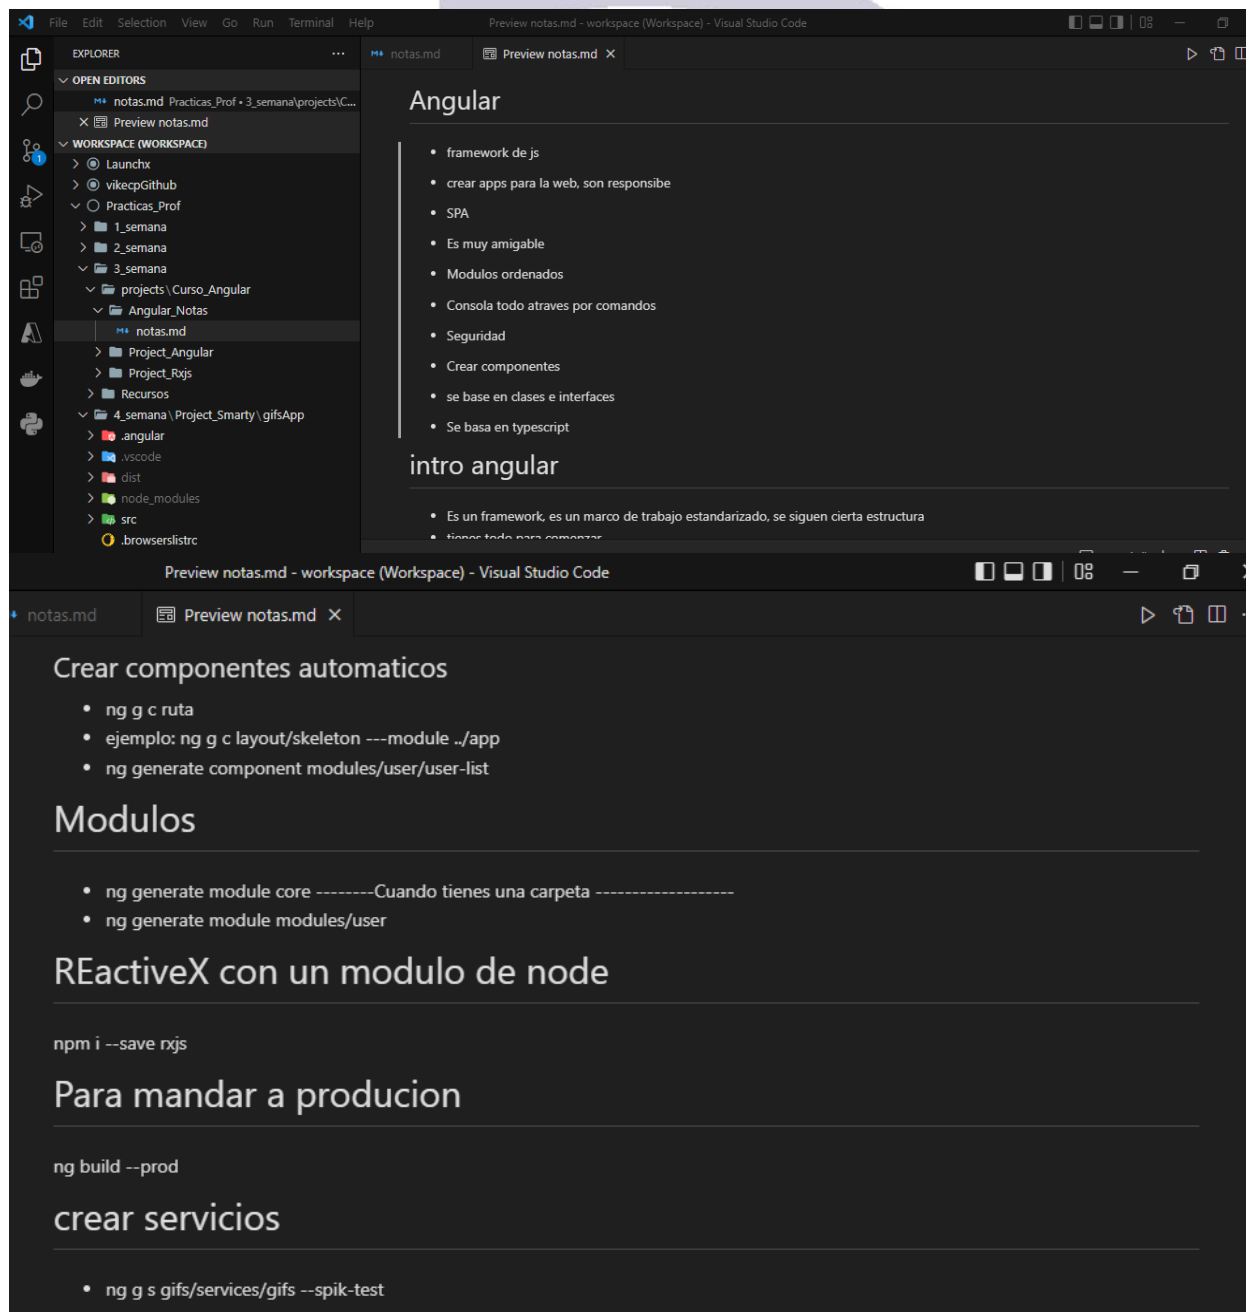 File Edit Selection View Go Run Terminal Help Preview notas.md - workspace (Workspace) - Visual Studio Code
EXPLORER
OPEN EDITORS
notas.md Practicas_Prof • 3_semana\projects\C...
Preview notas.md
WORKSPACE (WORKSPACE)
Launchx
vikecpGithub
Practicas_Prof
1_semana
2_semana
3_semana
projects\Curso_Angular
Angular_Notas
notas.md
Project_Angular
Project_Rxjs
Recursos
4_semana\Project_Smarty\gifsApp
.angular
.vscode
dist
node_modules
src
.browserslistrc
1
notas.md Preview notas.md
Angular
• framework de js
• crear apps para la web, son responsibe
• SPA
• Es muy amigable
• Modulos ordenados
• Consola todo atraves por comandos
• Seguridad
• Crear componentes
• se base en clases e interfaces
• Se basa en typescript
intro angular
• Es un framework, es un marco de trabajo estandarizado, se siguen cierta estructura
• tienes todo para comenzar
Preview notas.md - workspace (Workspace) - Visual Studio Code
notas.md Preview notas.md
Crear componentes automaticos
• ng g c ruta
• ejemplo: ng g c layout/skeleton ---module ../app
• ng generate component modules/user/user-list
Modulos
• ng generate module core --------Cuando tienes una carpeta -------------------
• ng generate module modules/user
REactiveX con un modulo de node
npm i --save rxjs
Para mandar a producion
ng build --prod
crear servicios
• ng g s gifs/services/gifs --spik-test